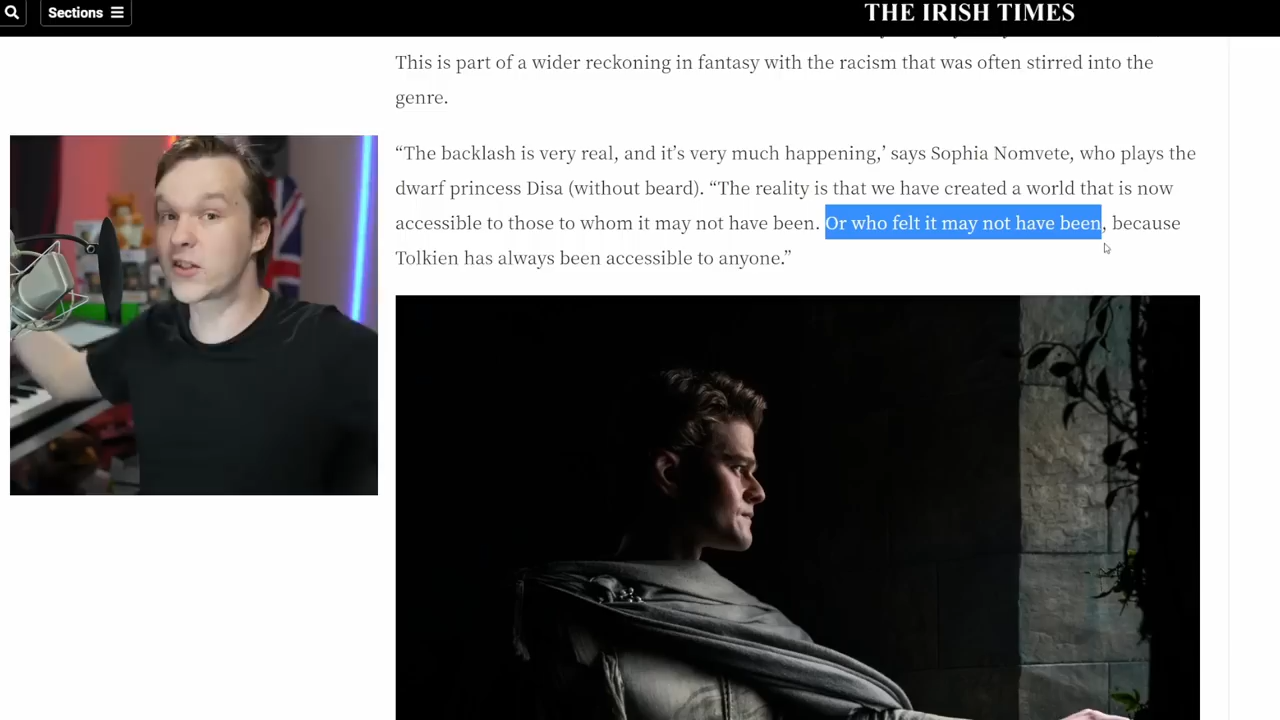 Sections
THE IRISH TIMES
This is part of a wider reckoning in fantasy with the racism that was often stirred into the
genre.
“The backlash is very real, and it’s very much happening,’ says Sophia Nomvete, who plays the
dwarf princess Disa (without beard). “The reality is that we have created a world that is now
accessible to those to whom it may not have been. Or who felt it may not have been, because
Tolkien has always been accessible to anyone.”